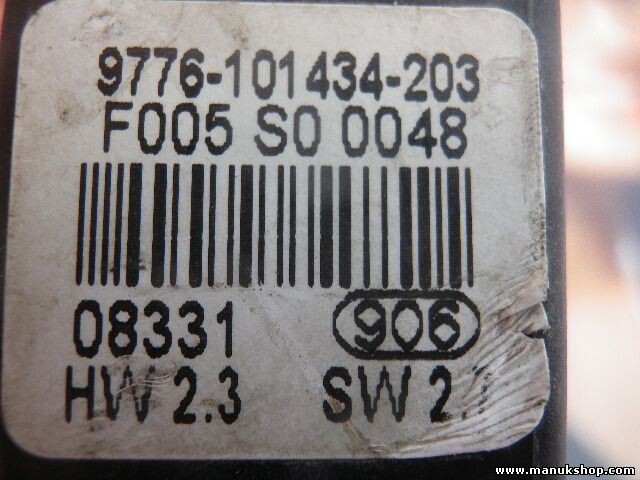 9776-101434-203
F005 S0 0048
08331 906
HW 2.3 SW 2.
www.manukshop.com